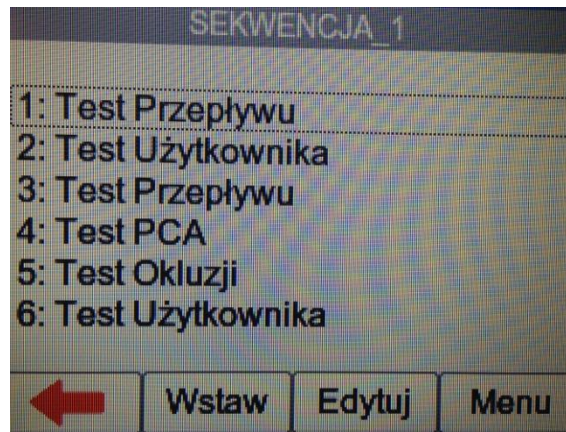 SEKWENCJA_1
1: Test Przepływu
2: Test Użytkownika
3: Test Przepływu
4: Test PCA
5: Test Okluzji
6: Test Użytkownika
Wstaw Edytuj Menu